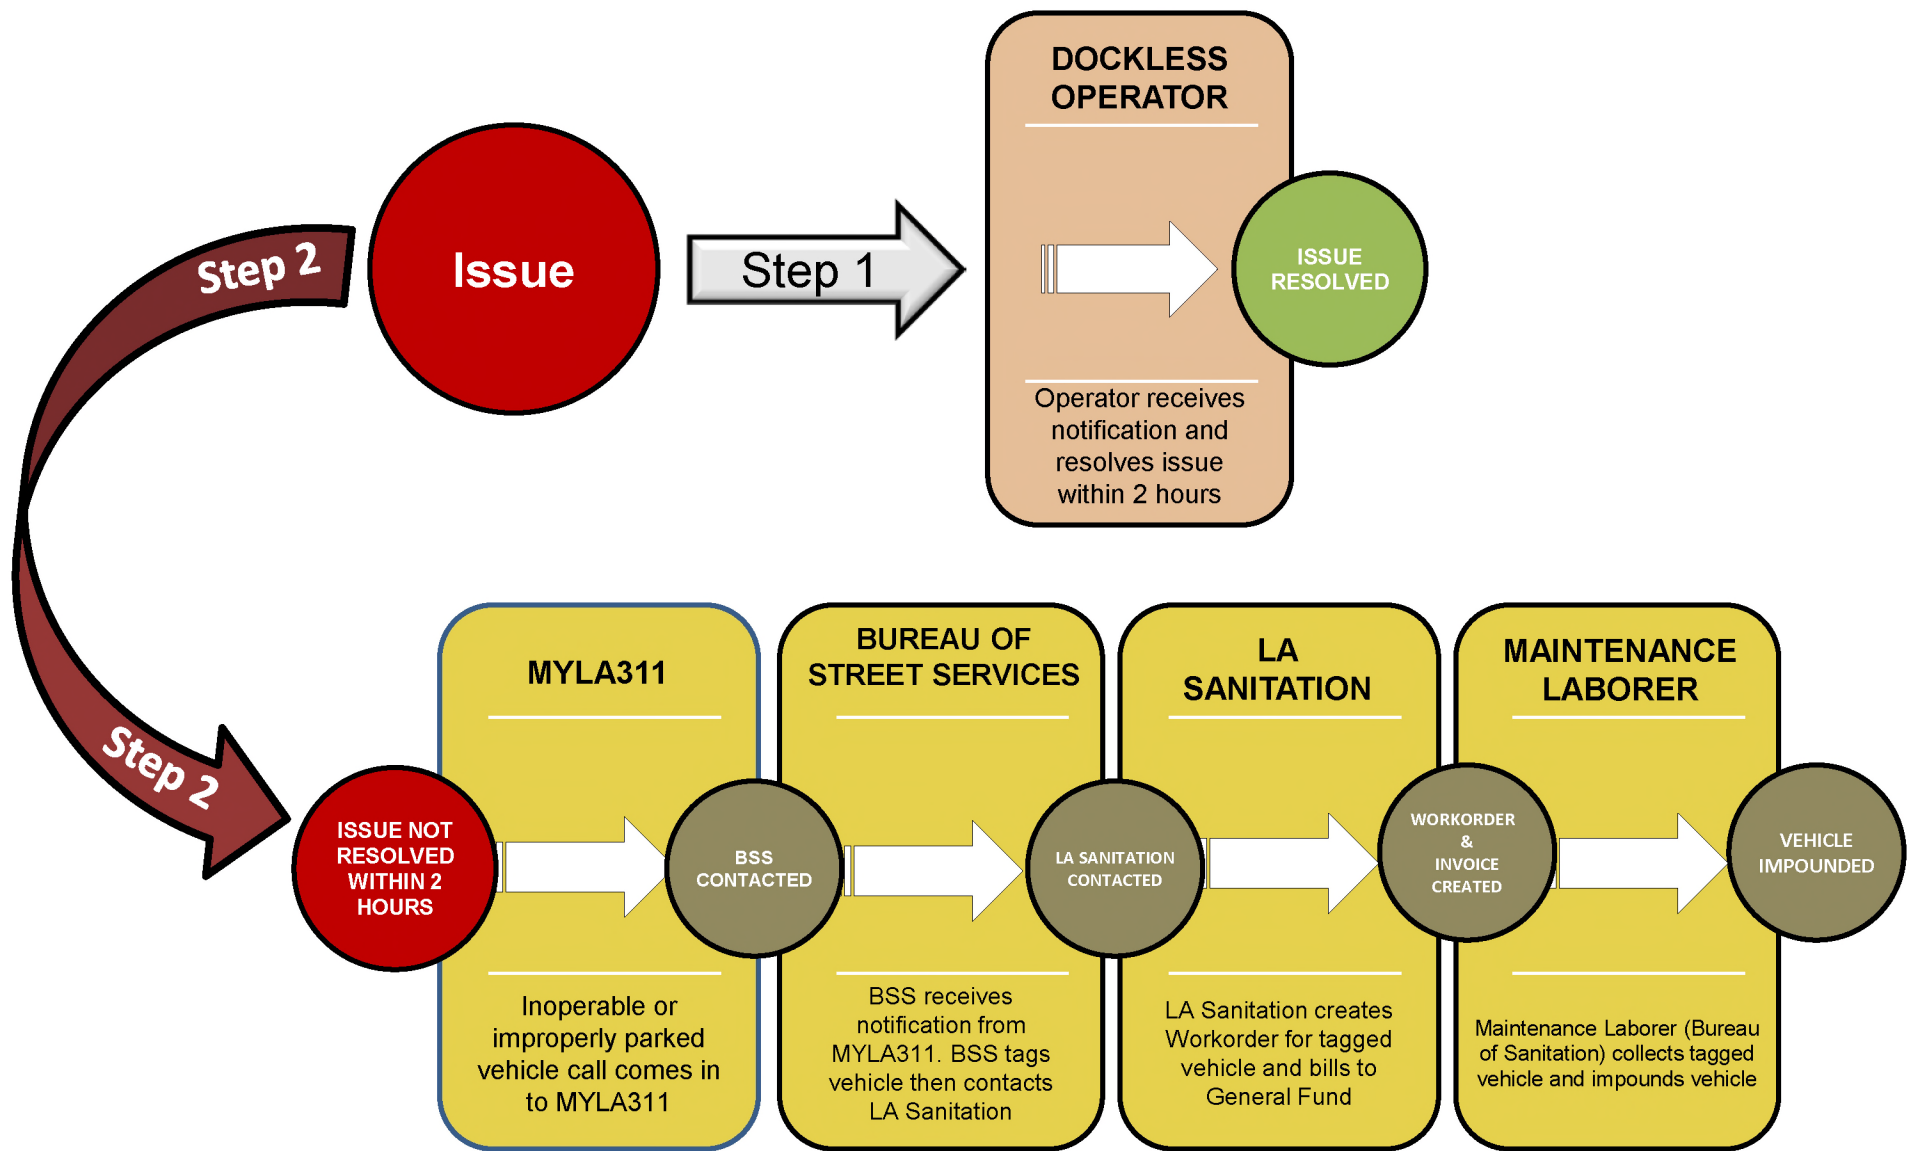 DOCKLESS
OPERATOR
Issue
Step 1
ISSUE
RESOLVED
Operator receives
notification and
resolves issue
within 2 hours
Step 2
Step 2
ISSUE NOT
RESOLVED
WITHIN 2
HOURS
MYLA311
Inoperable or
improperly parked
vehicle call comes in
to MYLA311
BSS
CONTACTED
BUREAU OF
STREET SERVICES
BSS receives
notification from
MYLA311. BSS tags
vehicle then contacts
LA Sanitation
LA SANITATION
CONTACTED
LA
SANITATION
LA Sanitation creates
Workorder for tagged
vehicle and bills to
General Fund
WORKORDER
&
INVOICE
CREATED
MAINTENANCE
LABORER
Maintenance Laborer (Bureau
of Sanitation) collects tagged
vehicle and impounds vehicle
VEHICLE
IMPOUNDED